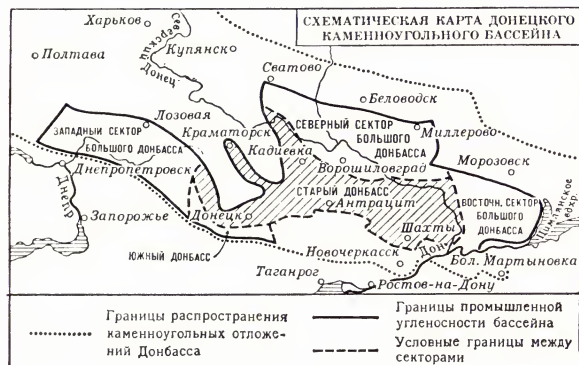 СХЕМАТИЧЕСКАЯ КАРТА ДОНЕЦКОГО
КАМЕННОУГОЛЬНОГО БАССЕЙНА
Харьков
Полтава
Северский
Донец
Купянск
Сватово
Беловодск
Лозовая
ЗАПАДНЫЙ СЕКТОР
БОЛЬШОГО ДОНБАССА
Краматорск
СЕВЕРНЫЙ СЕКТОР
БОЛЬШОГО
ДОНБАССА
Миллерово
Кадиевка
Днепропетровск
Ворошиловград
Морозовск
Днепр
СТАРЫЙ ДОНБАСС
Антрацит
ВОСТОЧН. СЕКТОР
БОЛЬШОГО
ДОНБАССА
Цимлянское
вдхр.
Запорожье
Донецк
Шахты
ЮЖНЫЙ ДОНБАСС
Новочеркасск
Дон
Бол. Мартыновка
Таганрог
Ростов-на-Дону
Границы распространения
каменноугольных отложе-
ний Донбасса
Границы промышленной
угленосности бассейна
Условные границы между
секторами